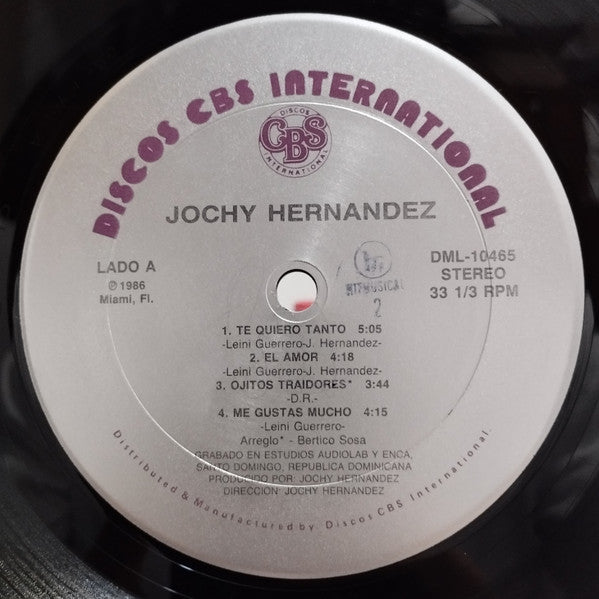 DISCOS CBS INTERNATIONAL
DISCOS
CBS
INTERNATIONAL
JOCHY HERNANDEZ
LADO A
℗ 1986
Miami, Fl.
DML-10465
STEREO
33 1/3 RPM
HITMUSICAL
2
1. TE QUIERO TANTO 5:05
-Leini Guerrero-J. Hernandez-
2. EL AMOR 4:18
-Leini Guerrero-J. Hernandez-
3. OJITOS TRAIDORES* 3:44
-D.R.-
4. ME GUSTAS MUCHO 4:15
-Leini Guerrero-
Arreglo* - Bertico Sosa
GRABADO EN ESTUDIOS AUDIOLAB Y ENCA,
SANTO DOMINGO, REPUBLICA DOMINICANA
PRODUCIDO POR: JOCHY HERNANDEZ
DIRECCION: JOCHY HERNANDEZ
Distributed & Manufactured by Discos CBS International.